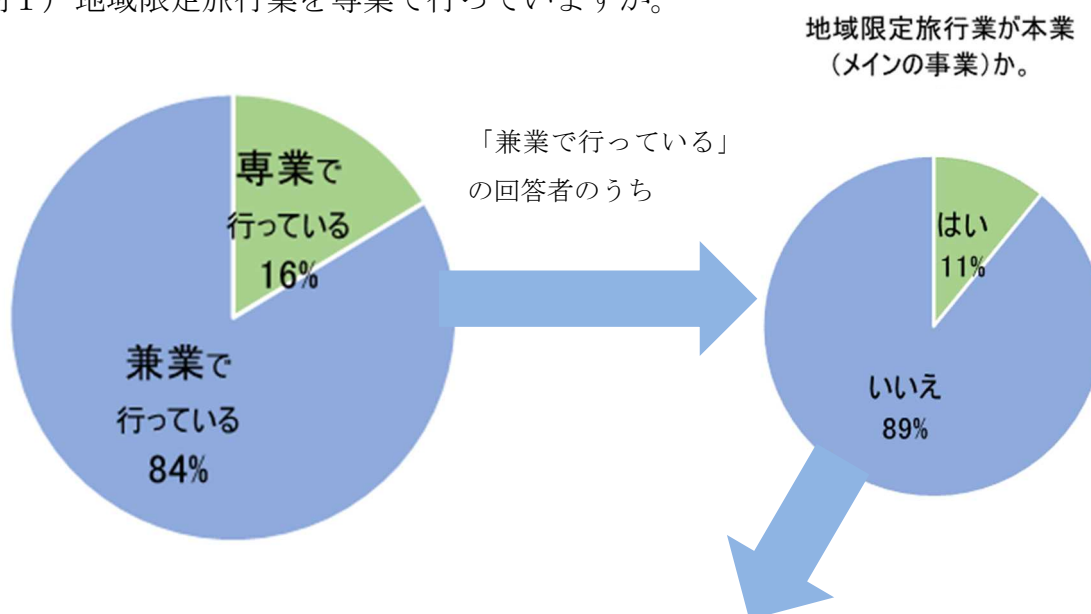 １）地域限定旅行業を専業で行っていますか。
地域限定旅行業が本業
（メインの事業）か。
専業で
行っている
16%
兼業で
行っている
84%
「兼業で行っている」
の回答者のうち
はい
11%
いいえ
89%